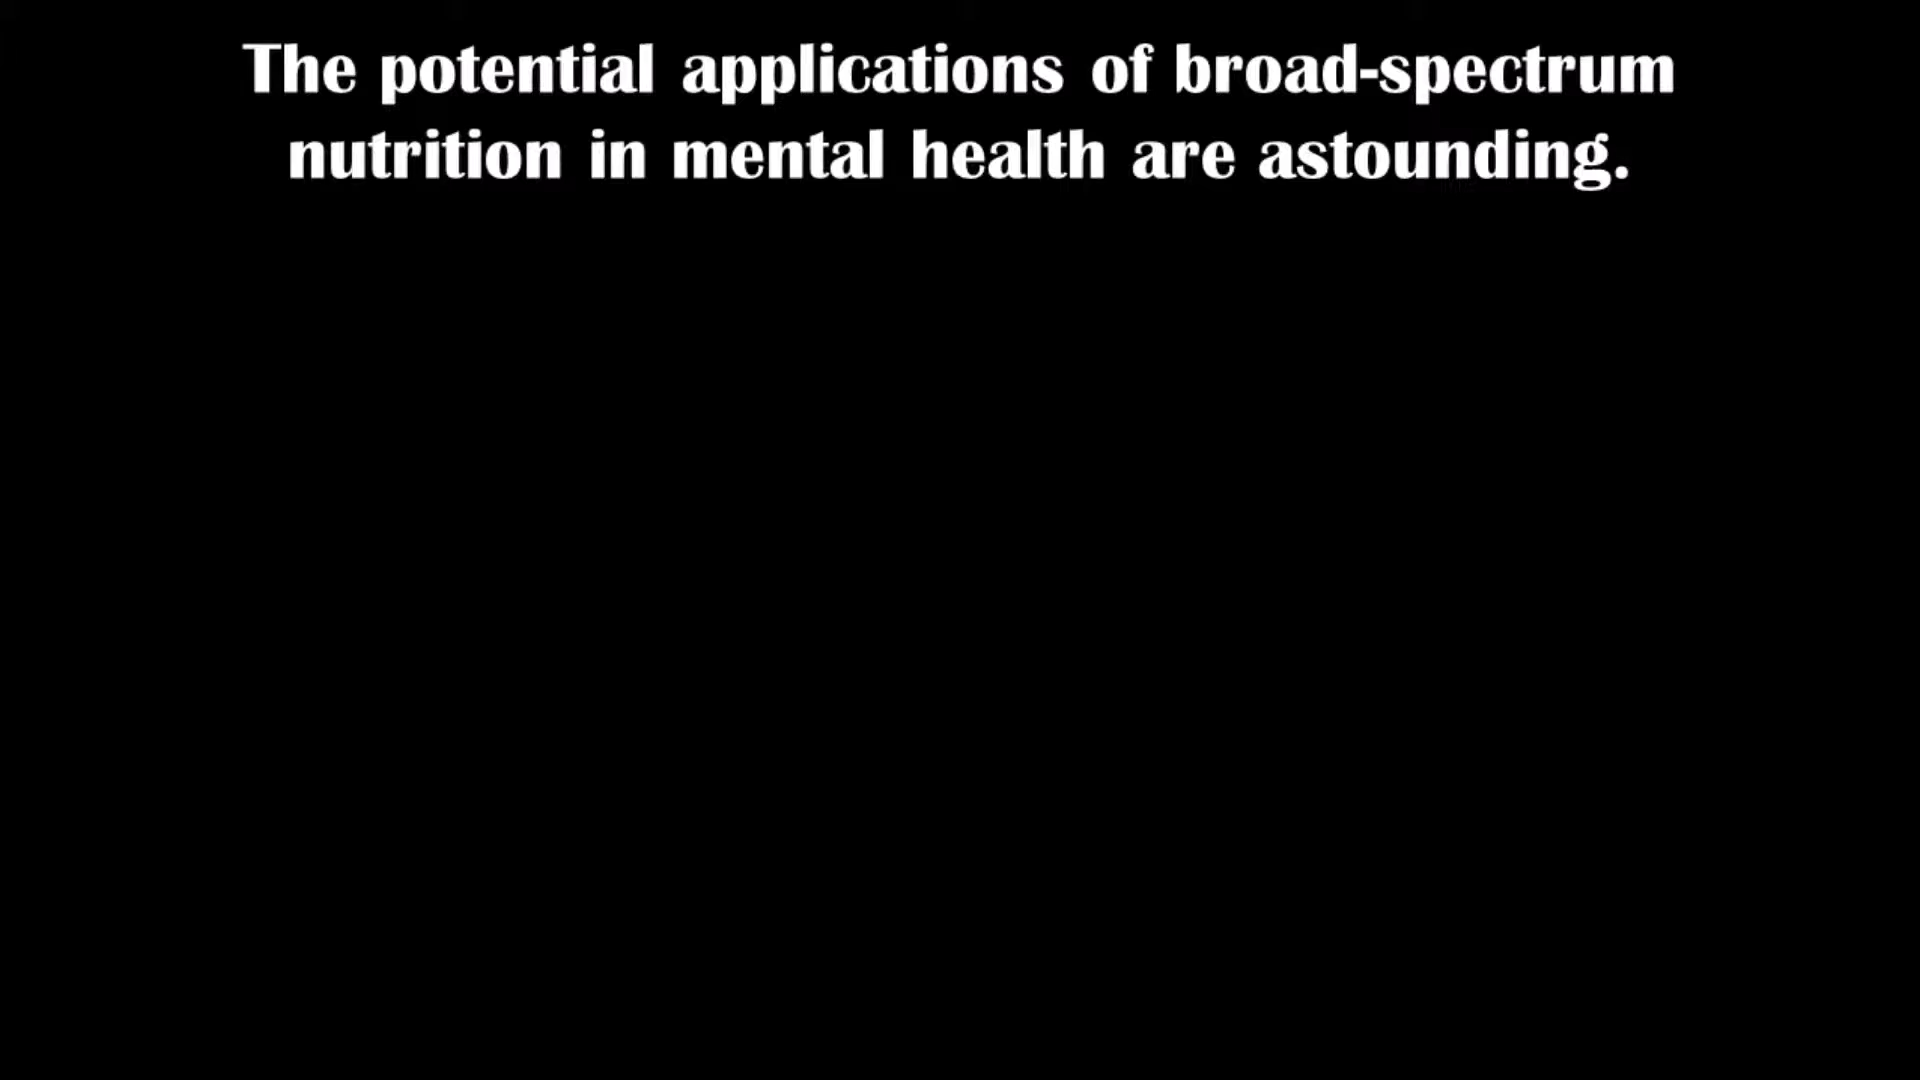 The potential applications of broad-spectrum
nutrition in mental health are astounding.